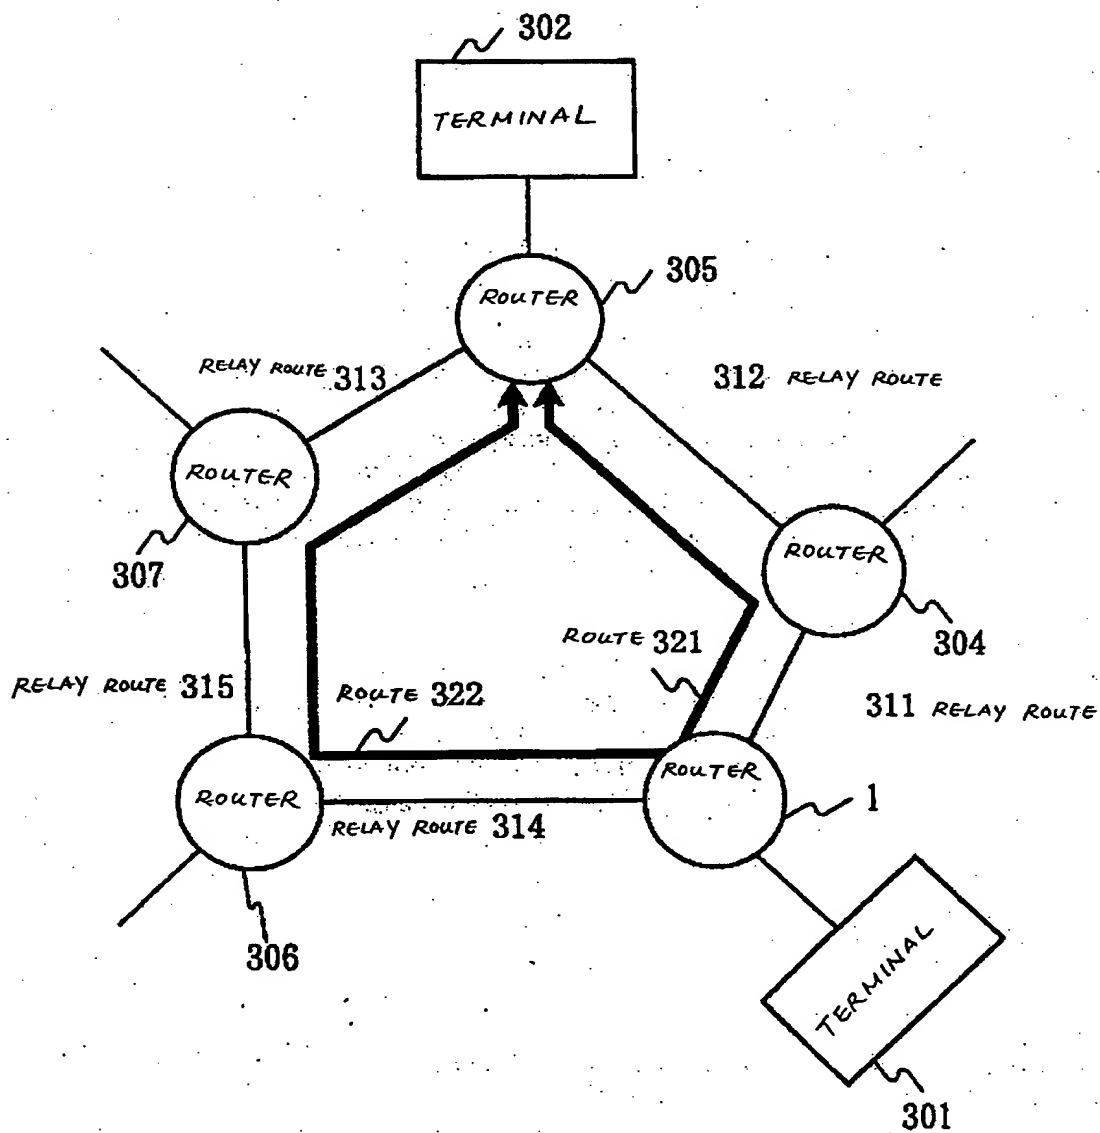 302
TERMINAL
305
ROUTER
RELAY ROUTE 313
312 RELAY ROUTE
ROUTER
307
ROUTER
304
ROUTE 321
RELAY ROUTE 315
ROUTE 322
311 RELAY ROUTE
ROUTER
ROUTER
1
RELAY ROUTE 314
306
TERMINAL
301